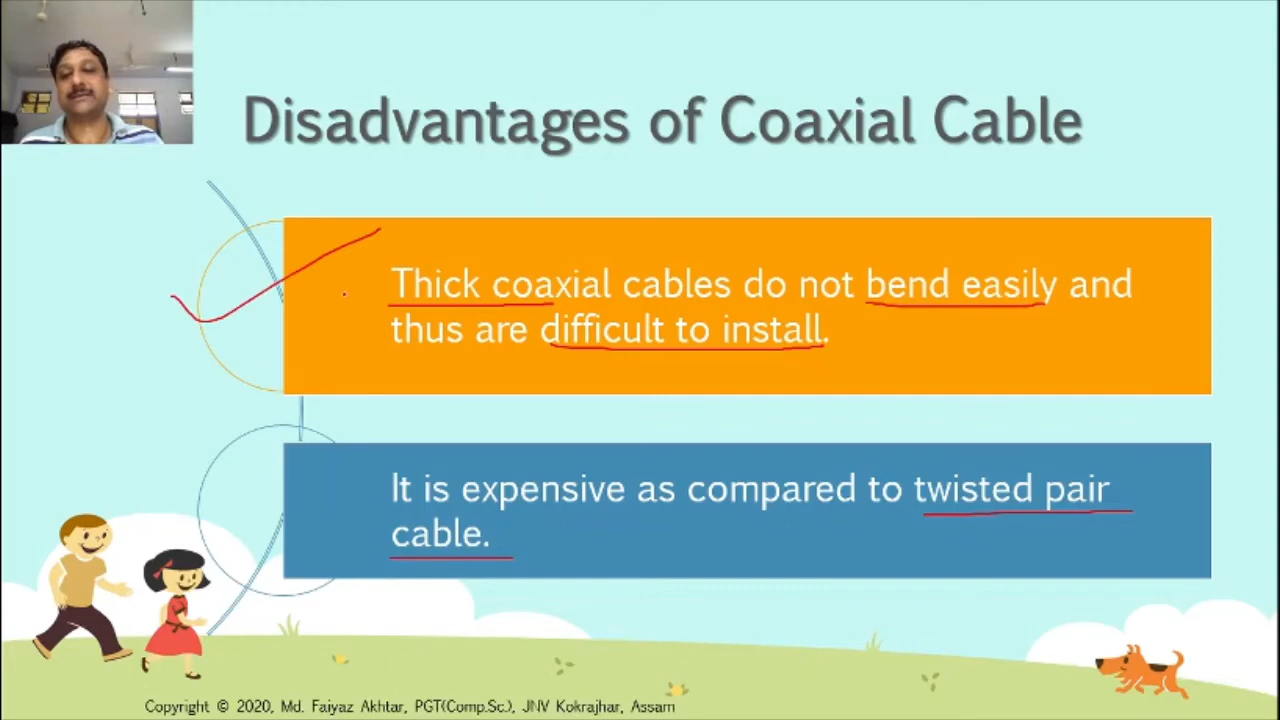 Disadvantages of Coaxial Cable
Thick coaxial cables do not bend easily and
thus are difficult to install.
It is expensive as compared to twisted pair
cable.
Copyright © 2020, Md. Faiyaz Akhtar, PGT(Comp.Sc.), JNV Kokrajhar, Assam